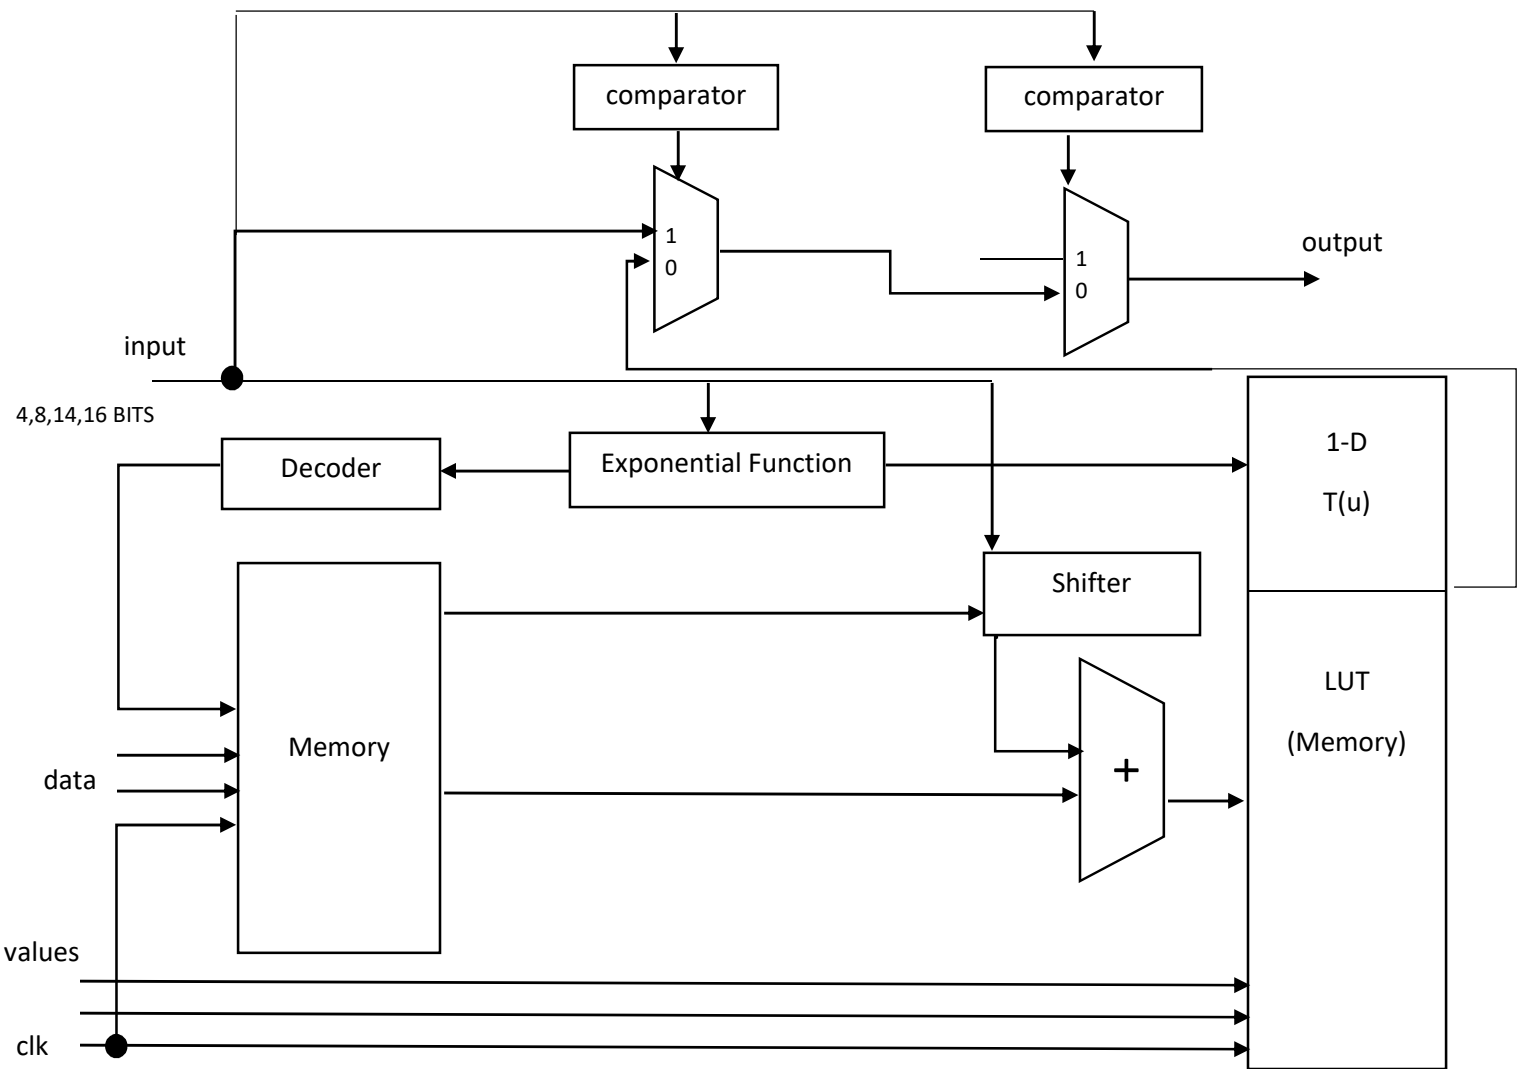 comparator
comparator
1
0
1
0
output
input
4,8,14,16 BITS
Decoder
Exponential Function
1-D
T(u)
Shifter
LUT
(Memory)
Memory
data
+
values
clk